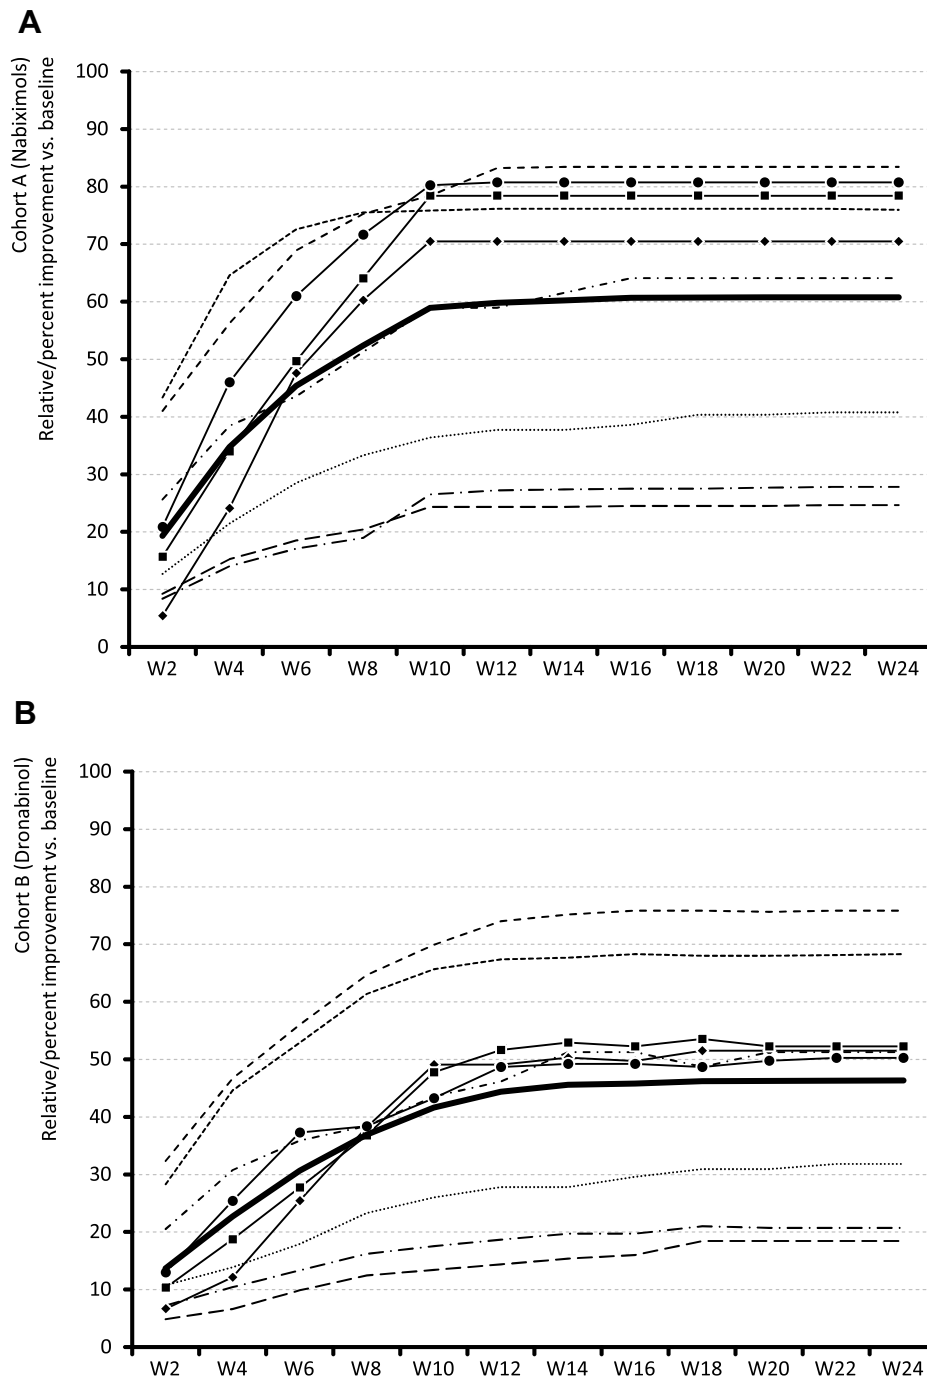 A
Cohort A (Nabiximols)
Relative/percent improvement vs. baseline
100
90
80
70
60
50
40
30
20
10
0
W2 W4 W6 W8 W10 W12 W14 W16 W18 W20 W22 W24
B
Cohort B (Dronabinol)
Relative/percent improvement vs. baseline
100
90
80
70
60
50
40
30
20
10
0
W2 W4 W6 W8 W10 W12 W14 W16 W18 W20 W22 W24